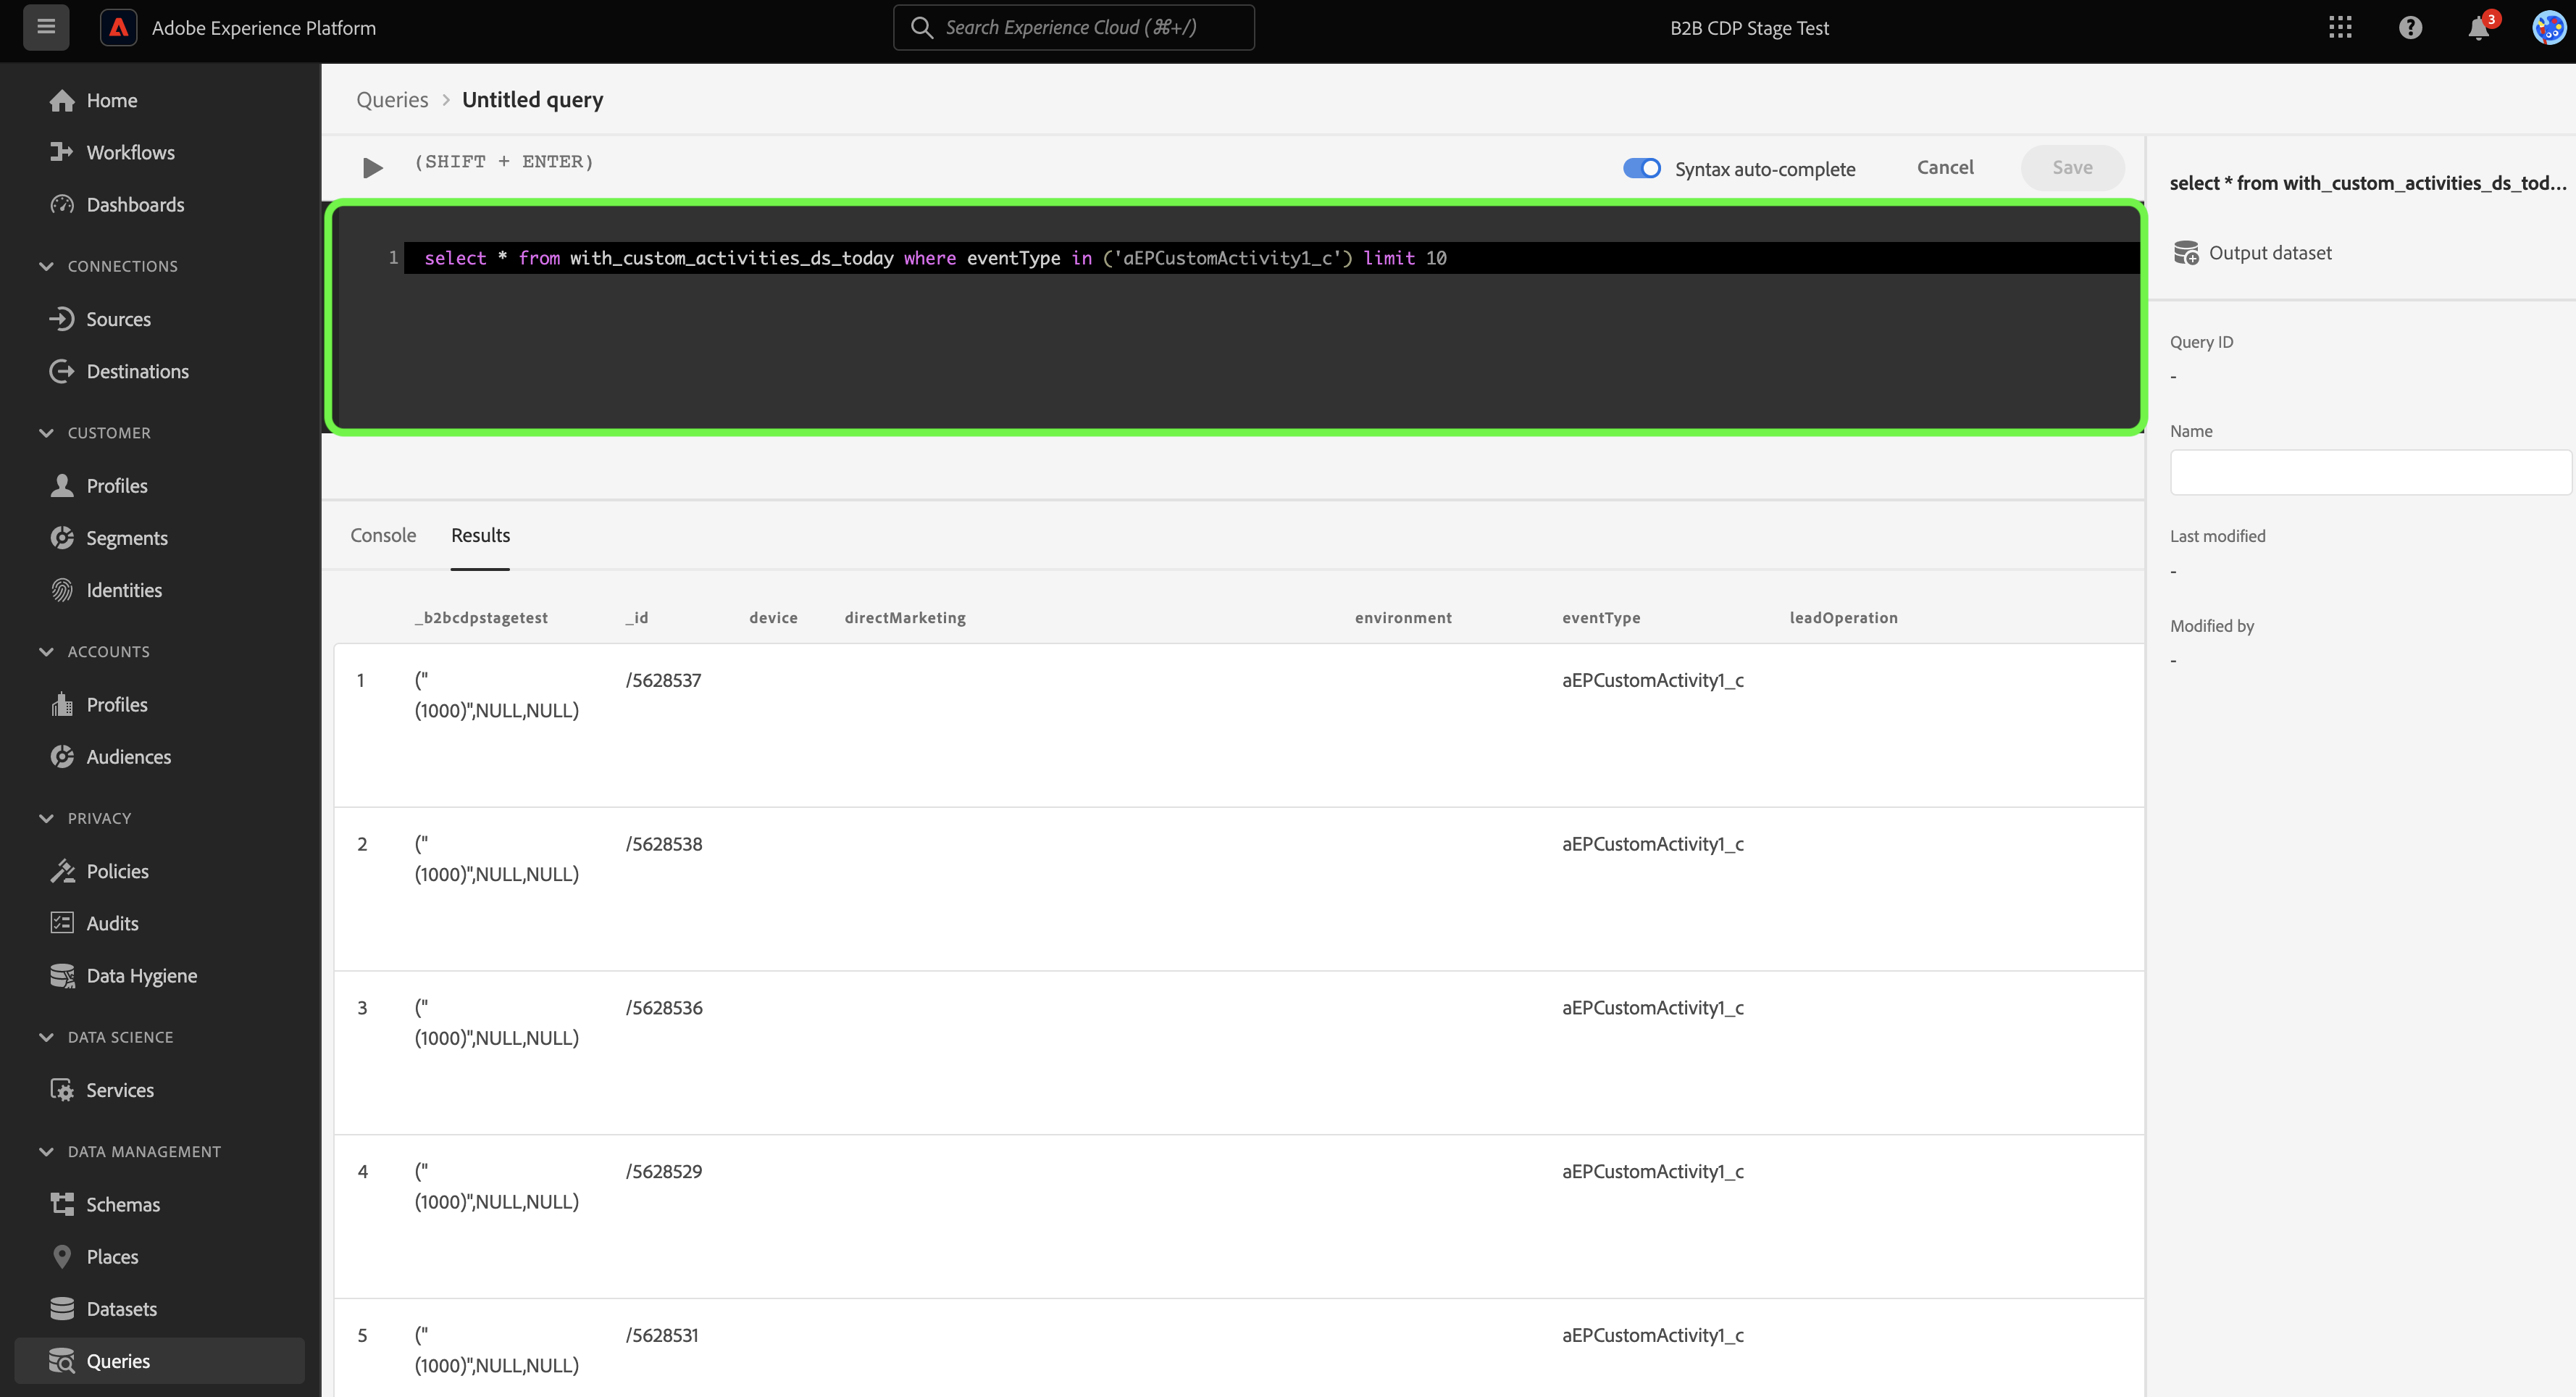 Adobe Experience Platform
Search Experience Cloud (⌘+/)
B2B CDP Stage Test
3
Home
Workflows
Dashboards
CONNECTIONS
Sources
Destinations
CUSTOMER
Profiles
Segments
Identities
ACCOUNTS
Profiles
Audiences
PRIVACY
Policies
Audits
Data Hygiene
DATA SCIENCE
Services
DATA MANAGEMENT
Schemas
Places
Datasets
Queries
Queries > Untitled query
(SHIFT + ENTER)
Syntax auto-complete
Cancel
Save
1 select * from with_custom_activities_ds_today where eventType in ('aEPCustomActivity1_c') limit 10
Console Results
_b2bcdpstagetest _id device directMarketing environment eventType leadOperation
1 (" /5628537 aEPCustomActivity1_c
(1000)",NULL,NULL)
2 (" /5628538 aEPCustomActivity1_c
(1000)",NULL,NULL)
3 (" /5628536 aEPCustomActivity1_c
(1000)",NULL,NULL)
4 (" /5628529 aEPCustomActivity1_c
(1000)",NULL,NULL)
5 (" /5628531 aEPCustomActivity1_c
(1000)",NULL,NULL)
select * from with_custom_activities_ds_tod...
Output dataset
Query ID
-
Name
Last modified
-
Modified by
-